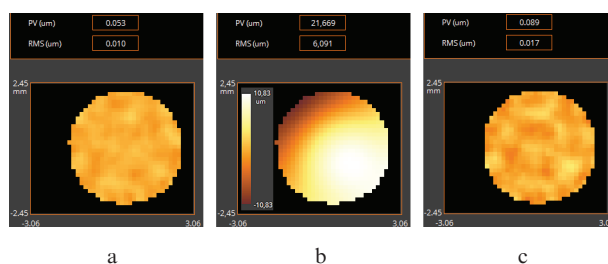 PV (um) 0.053
RMS (um) 0.010
2,45
mm
-2.45
-3.06 3.06
a
PV (um) 21,669
RMS (um) 6,091
2,45
mm
10,83
um
-10,83
-2,45
-3.06 3.06
b
PV (um) 0.089
RMS (um) 0.017
2.45
mm
-2.45
-3.06 3.06
c